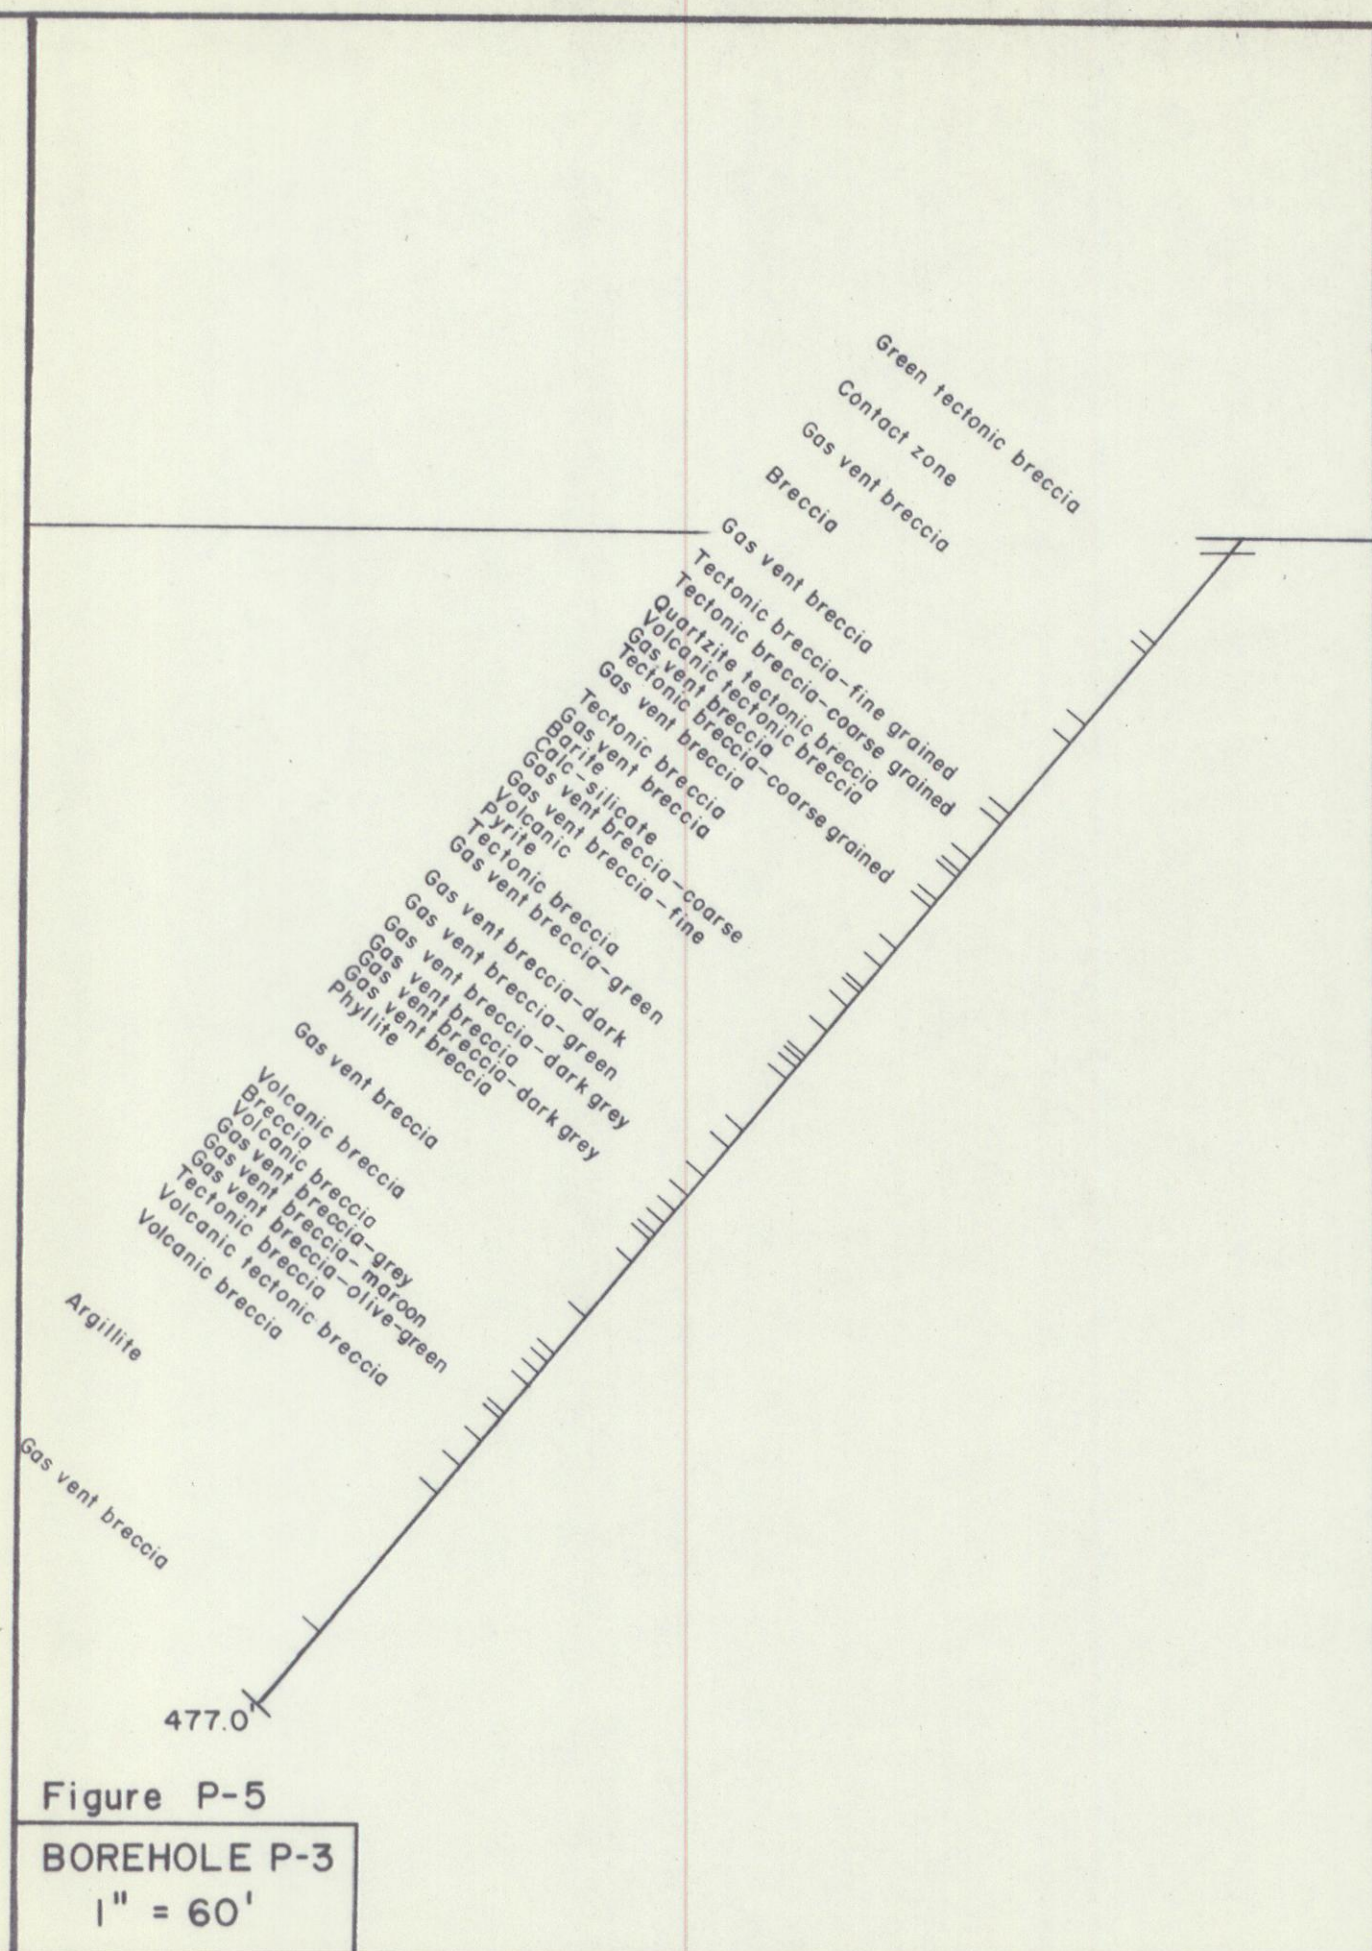 Green tectonic breccia
Contact zone
Gas vent breccia
Breccia
Gas vent breccia
Tectonic breccia-fine grained
Tectonic breccia-coarse grained
Quartzite tectonic breccia
Volcanic tectonic breccia
Gas vent breccia
Tectonic breccia-coarse grained
Gas vent breccia
Tectonic breccia
Gas vent breccia
Barite
Calc-silicate
Gas vent breccia-coarse
Gas vent breccia-fine
Volcanic
Pyrite
Tectonic breccia
Gas vent breccia-green
Gas vent breccia-dark
Gas vent breccia-green
Gas vent breccia-dark grey
Gas vent breccia
Gas vent breccia-dark grey
Gas vent breccia
Phyllite
Gas vent breccia
Volcanic breccia
Breccia
Volcanic breccia
Gas vent breccia-grey
Gas vent breccia-maroon
Gas vent breccia-olive-green
Tectonic breccia
Volcanic tectonic breccia
Volcanic breccia
Argillite
Gas vent breccia
477.0'
Figure P-5
BOREHOLE P-3
1" = 60'